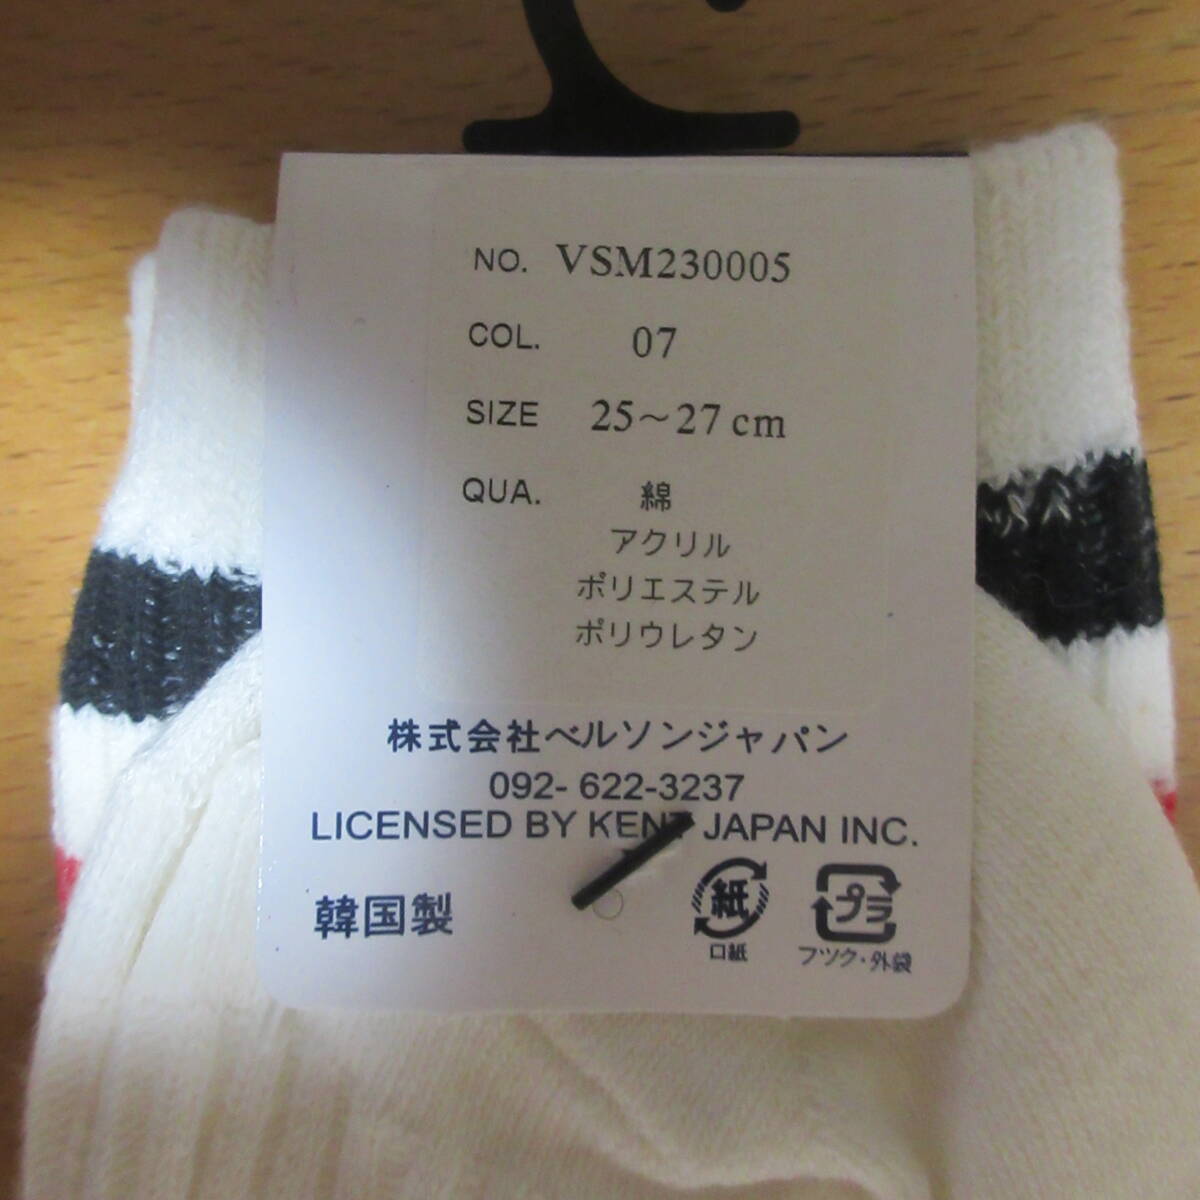 NO. VSM230005
COL. 07
SIZE 25～27 cm
QUA. 綿
アクリル
ポリエステル
ポリウレタン
株式会社ベルソンジャパン
092- 622-3237
LICENSED BY KENT JAPAN INC.
韓国製
紙
口紙
プラ
フツク・外袋